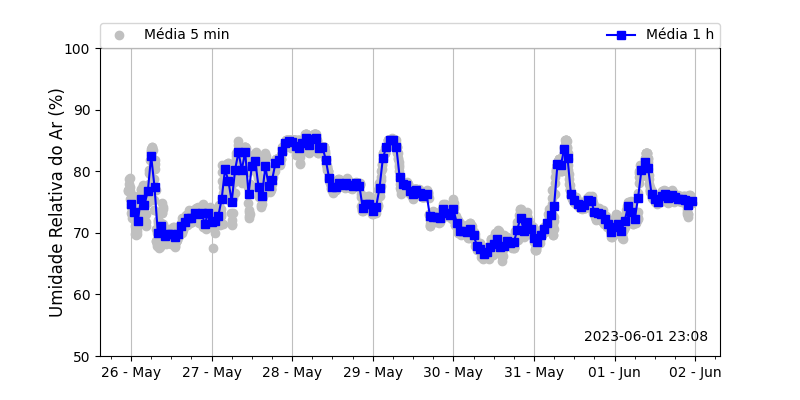 Média 5 min
Média 1 h
Umidade Relativa do Ar (%)
100
90
80
70
60
50
2023-06-01 23:08
26 - May
27 - May
28 - May
29 - May
30 - May
31 - May
01 - Jun
02 - Jun